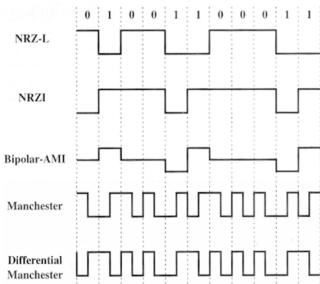 0 1 0 0 1 1 0 0 0 1 1
NRZ-L
NRZI
Bipolar-AMI
Manchester
Differential
Manchester